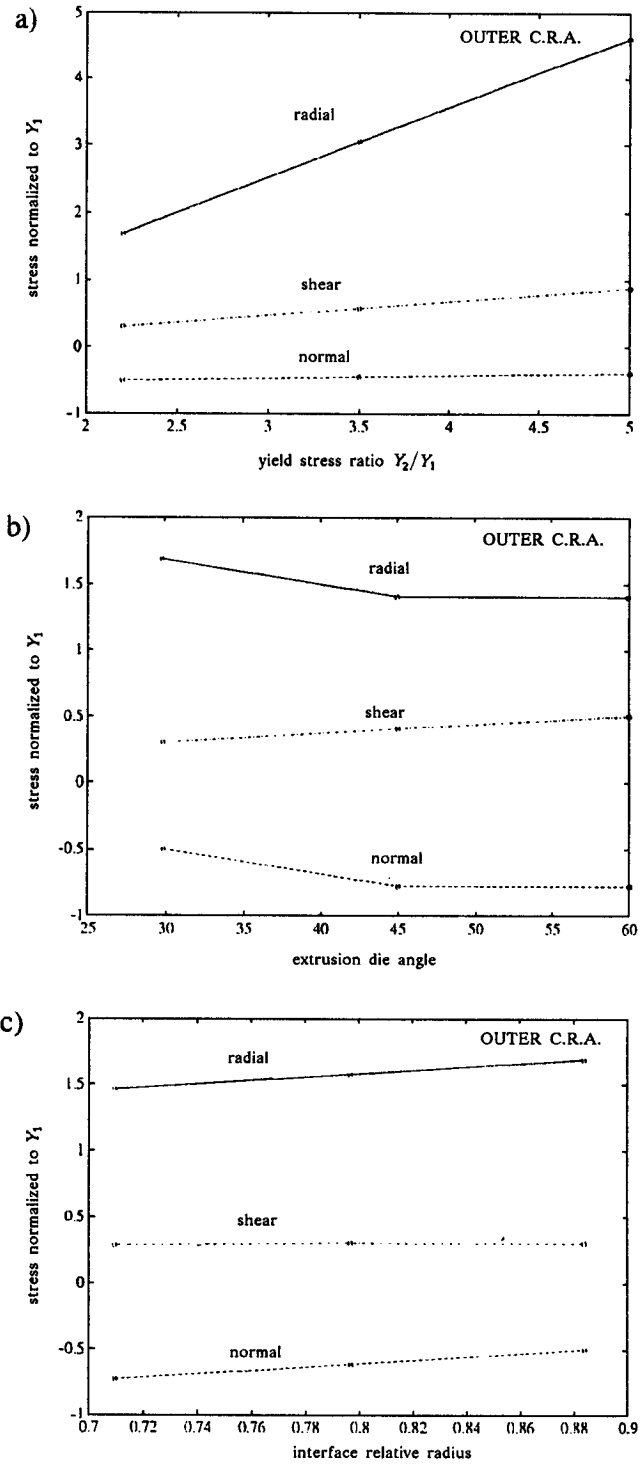 a)
5
OUTER C.R.A.
4
radial
3
2
shear
1
0
normal
-1
2
2.5
3
3.5
4
4.5
5
stress normalized to Y₁
yield stress ratio Y₂/Y₁
b)
2
OUTER C.R.A.
radial
1.5
1
shear
0.5
0
-0.5
normal
-1
25
30
35
40
45
50
55
60
stress normalized to Y₁
extrusion die angle
c)
2
OUTER C.R.A.
radial
1.5
1
shear
0.5
0
normal
-0.5
-1
0.7
0.72
0.74
0.76
0.78
0.8
0.82
0.84
0.86
0.88
0.9
stress normalized to Y₁
interface relative radius